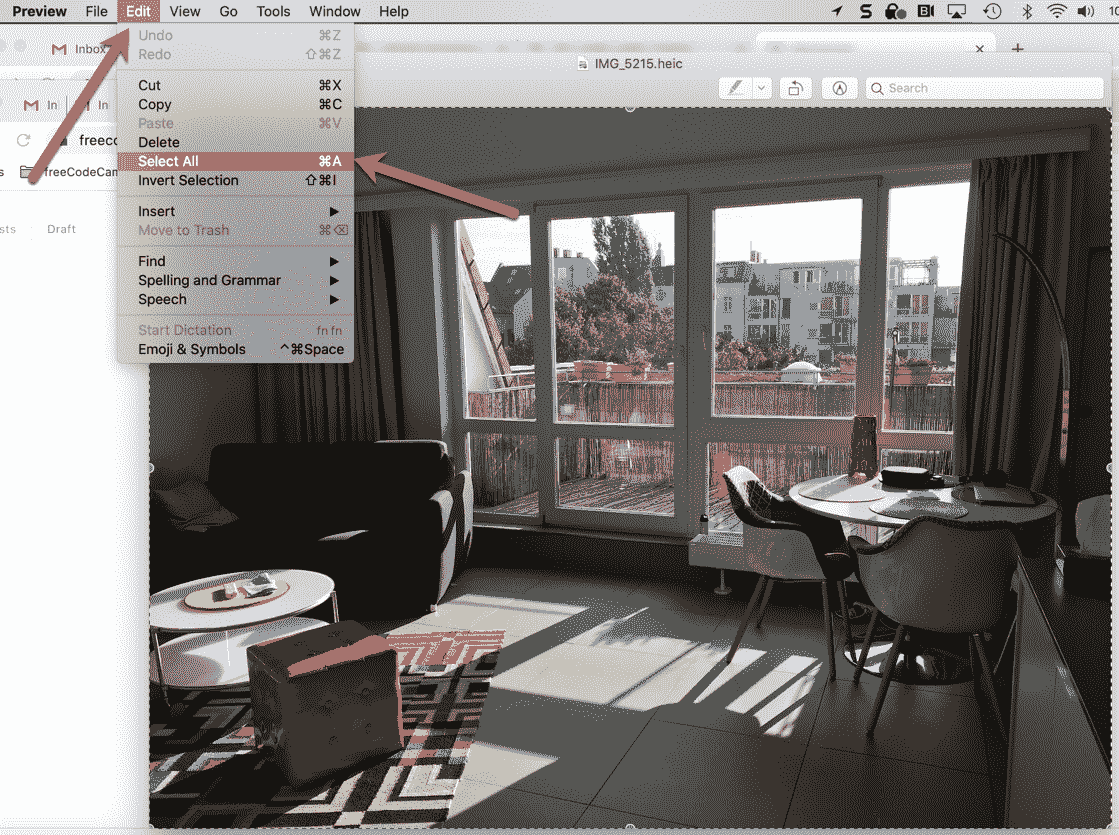 Preview File Edit View Go Tools Window Help
Inbox
IMG_5215.heic
Search
In
In
freec
freeCodeCam
s
sts
Draft
Undo ⌘Z
Redo ⇧⌘Z
Cut ⌘X
Copy ⌘C
Paste ⌘V
Delete
Select All ⌘A
Invert Selection ⇧⌘I
Insert ▶
Move to Trash ⌘⌫
Find ▶
Spelling and Grammar ▶
Speech ▶
Start Dictation fn fn
Emoji & Symbols ^⌘Space